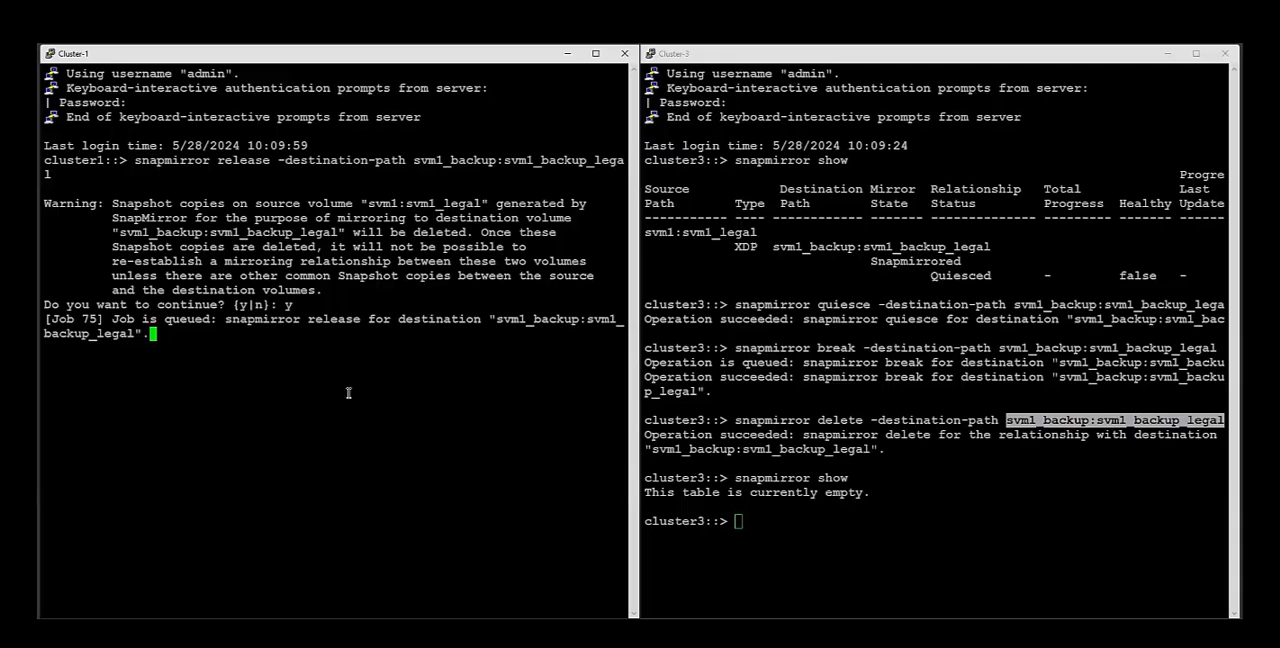 Cluster-1
Using username "admin".
Keyboard-interactive authentication prompts from server:
| Password:
End of keyboard-interactive prompts from server
Last login time: 5/28/2024 10:09:59
cluster1::> snapmirror release -destination-path svm1_backup:svm1_backup_lega
l
Warning: Snapshot copies on source volume "svm1:svm1_legal" generated by
SnapMirror for the purpose of mirroring to destination volume
"svm1_backup:svm1_backup_legal" will be deleted. Once these
Snapshot copies are deleted, it will not be possible to
re-establish a mirroring relationship between these two volumes
unless there are other common Snapshot copies between the source
and the destination volumes.
Do you want to continue? {y|n}: y
[Job 75] Job is queued: snapmirror release for destination "svm1_backup:svm1_
backup_legal".
Cluster-3
Using username "admin".
Keyboard-interactive authentication prompts from server:
| Password:
End of keyboard-interactive prompts from server
Last login time: 5/28/2024 10:09:24
cluster3::> snapmirror show
Progre
Source Destination Mirror Relationship Total Last
Path Type Path State Status Progress Healthy Update
----------- ---- ------------ ------- -------------- --------- ------- ------
svm1:svm1_legal
XDP svm1_backup:svm1_backup_legal
Snapmirrored
Quiesced - false -
cluster3::> snapmirror quiesce -destination-path svm1_backup:svm1_backup_lega
Operation succeeded: snapmirror quiesce for destination "svm1_backup:svm1_bac
cluster3::> snapmirror break -destination-path svm1_backup:svm1_backup_legal
Operation is queued: snapmirror break for destination "svm1_backup:svm1_backu
Operation succeeded: snapmirror break for destination "svm1_backup:svm1_backu
p_legal".
cluster3::> snapmirror delete -destination-path svm1_backup:svm1_backup_legal
Operation succeeded: snapmirror delete for the relationship with destination
"svm1_backup:svm1_backup_legal".
cluster3::> snapmirror show
This table is currently empty.
cluster3::>